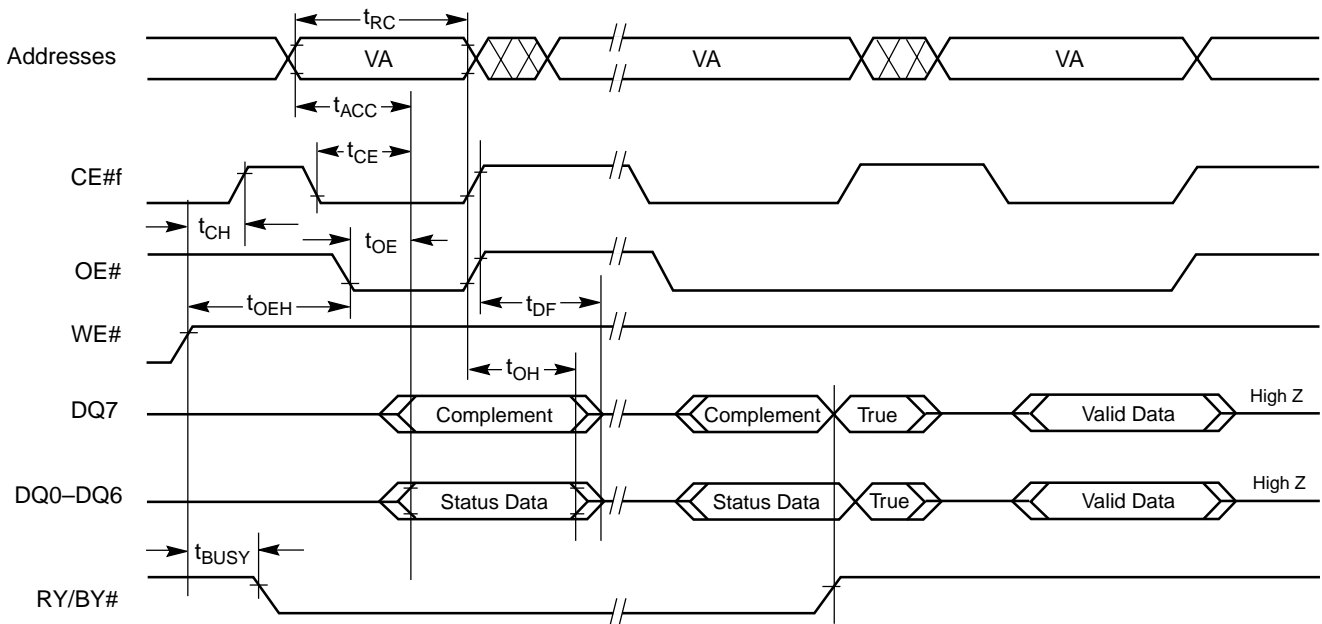 tRC
Addresses VA VA VA
tACC
tCE
CE#f
tCH tOE
OE#
tOEH tDF
WE#
tOH
DQ7 Complement Complement True Valid Data High Z
DQ0–DQ6 Status Data Status Data True Valid Data High Z
tBUSY
RY/BY#